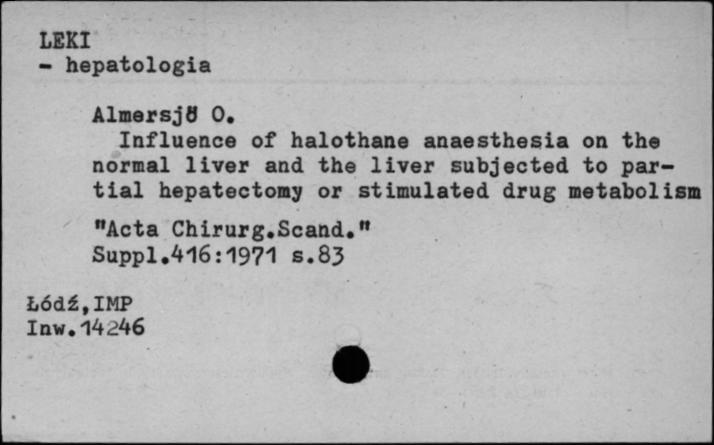 LEKI
- hepatologia
Almersjö O.
Influence of halothane anaesthesia on the
normal liver and the liver subjected to par-
tial hepatectomy or stimulated drug metabolism
"Acta Chirurg.Scand."
Suppl.416:1971 s.83
Łódź,IMP
Inw.14246